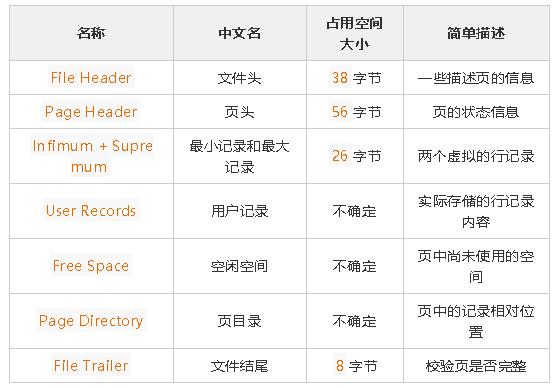 名称 中文名 占用空间
大小 简单描述
File Header 文件头 38 字节 一些描述页的信息
Page Header 页头 56 字节 页的状态信息
Infimum + Supre
mum 最小记录和最大
记录 26 字节 两个虚拟的行记录
User Records 用户记录 不确定 实际存储的行记录
内容
Free Space 空闲空间 不确定 页中尚未使用的空
间
Page Directory 页目录 不确定 页中的记录相对位
置
File Trailer 文件结尾 8 字节 校验页是否完整